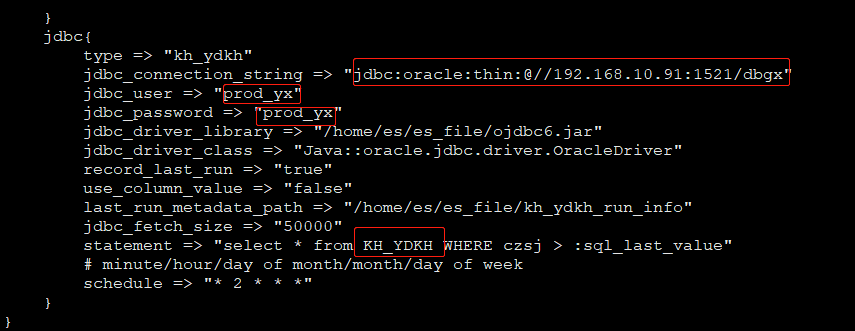 }
jdbc{
type => "kh_ydkh"
jdbc_connection_string => "jdbc:oracle:thin:@//192.168.10.91:1521/dbgx"
jdbc_user => "prod_yx"
jdbc_password => "prod_yx"
jdbc_driver_library => "/home/es/es_file/ojdbc6.jar"
jdbc_driver_class => "Java::oracle.jdbc.driver.OracleDriver"
record_last_run => "true"
use_column_value => "false"
last_run_metadata_path => "/home/es/es_file/kh_ydkh_run_info"
jdbc_fetch_size => "50000"
statement => "select * from KH_YDKH WHERE czsj > :sql_last_value"
# minute/hour/day of month/month/day of week
schedule => "* 2 * * *"
}
}